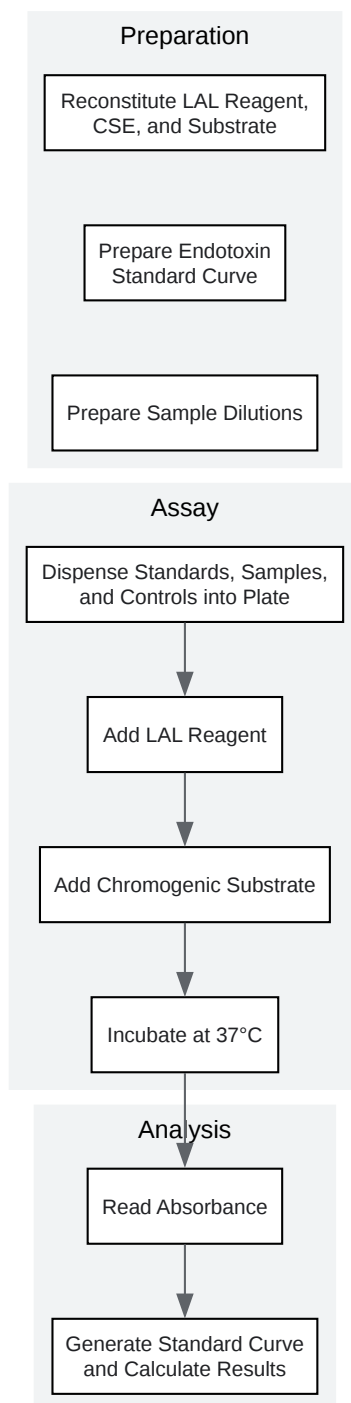 Preparation
Reconstitute LAL Reagent,
CSE, and Substrate
Prepare Endotoxin
Standard Curve
Prepare Sample Dilutions
Assay
Dispense Standards, Samples,
and Controls into Plate
Add LAL Reagent
Add Chromogenic Substrate
Incubate at 37°C
Analysis
Read Absorbance
Generate Standard Curve
and Calculate Results